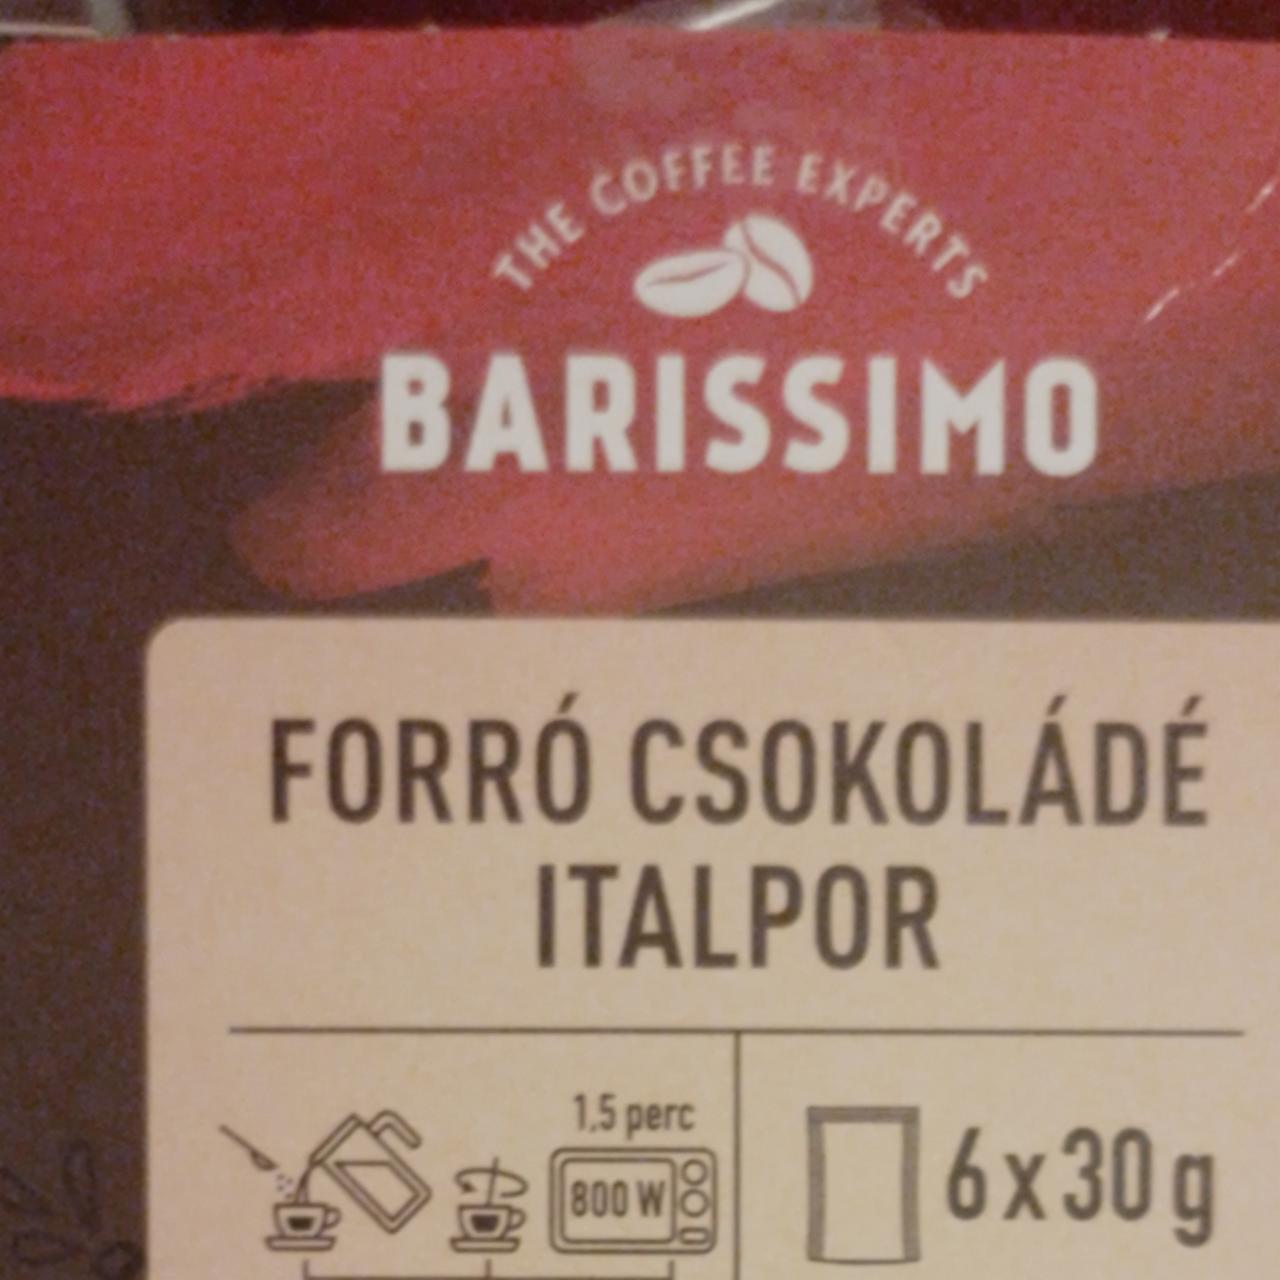 THE COFFEE EXPERTS
BARISSIMO
FORRÓ CSOKOLÁDÉ
ITALPOR
1,5 perc
800 W
6 x 30 g